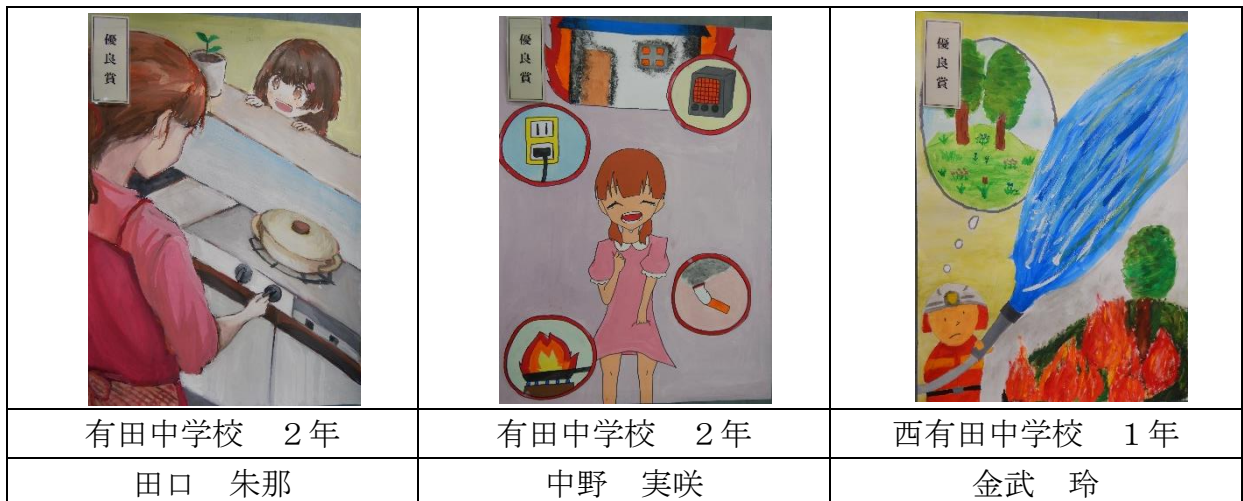 優良賞
優良賞
優良賞
有田中学校　２年
有田中学校　２年
西有田中学校　１年
田口　朱那
中野　実咲
金武　玲